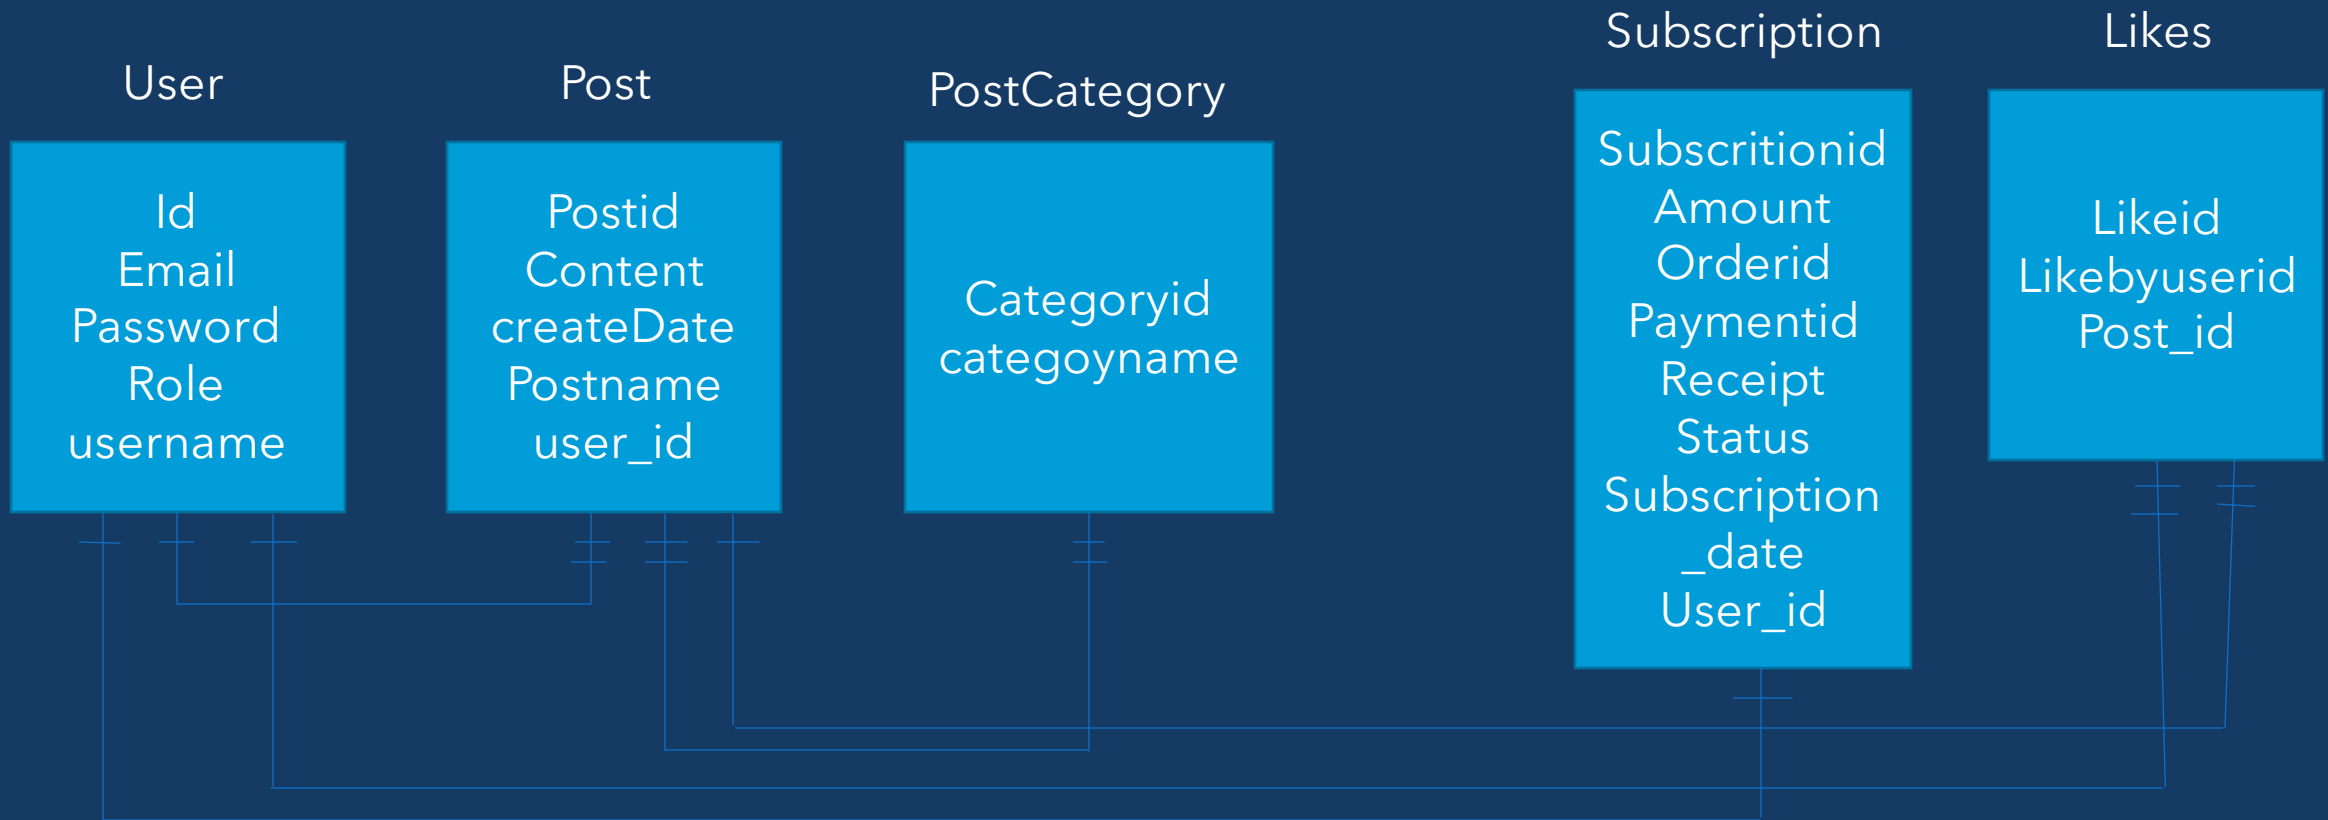 User
Id
Email
Password
Role
username
Post
Postid
Content
createDate
Postname
user_id
PostCategory
Categoryid
categoyname
Subscription
Subscritionid
Amount
Orderid
Paymentid
Receipt
Status
Subscription
_date
User_id
Likes
Likeid
Likebyuserid
Post_id